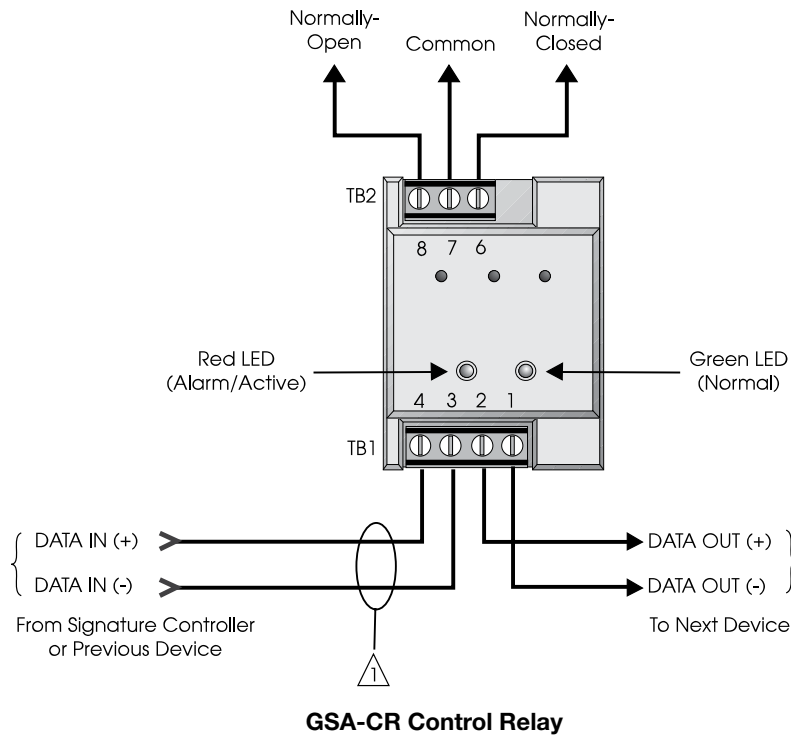 Normally-
Open
Common
Normally-
Closed
TB2
8 7 6
Red LED
(Alarm/Active)
Green LED
(Normal)
4 3 2 1
TB1
DATA IN (+)
DATA OUT (+)
DATA IN (-)
DATA OUT (-)
From Signature Controller
or Previous Device
To Next Device
1
GSA-CR Control Relay